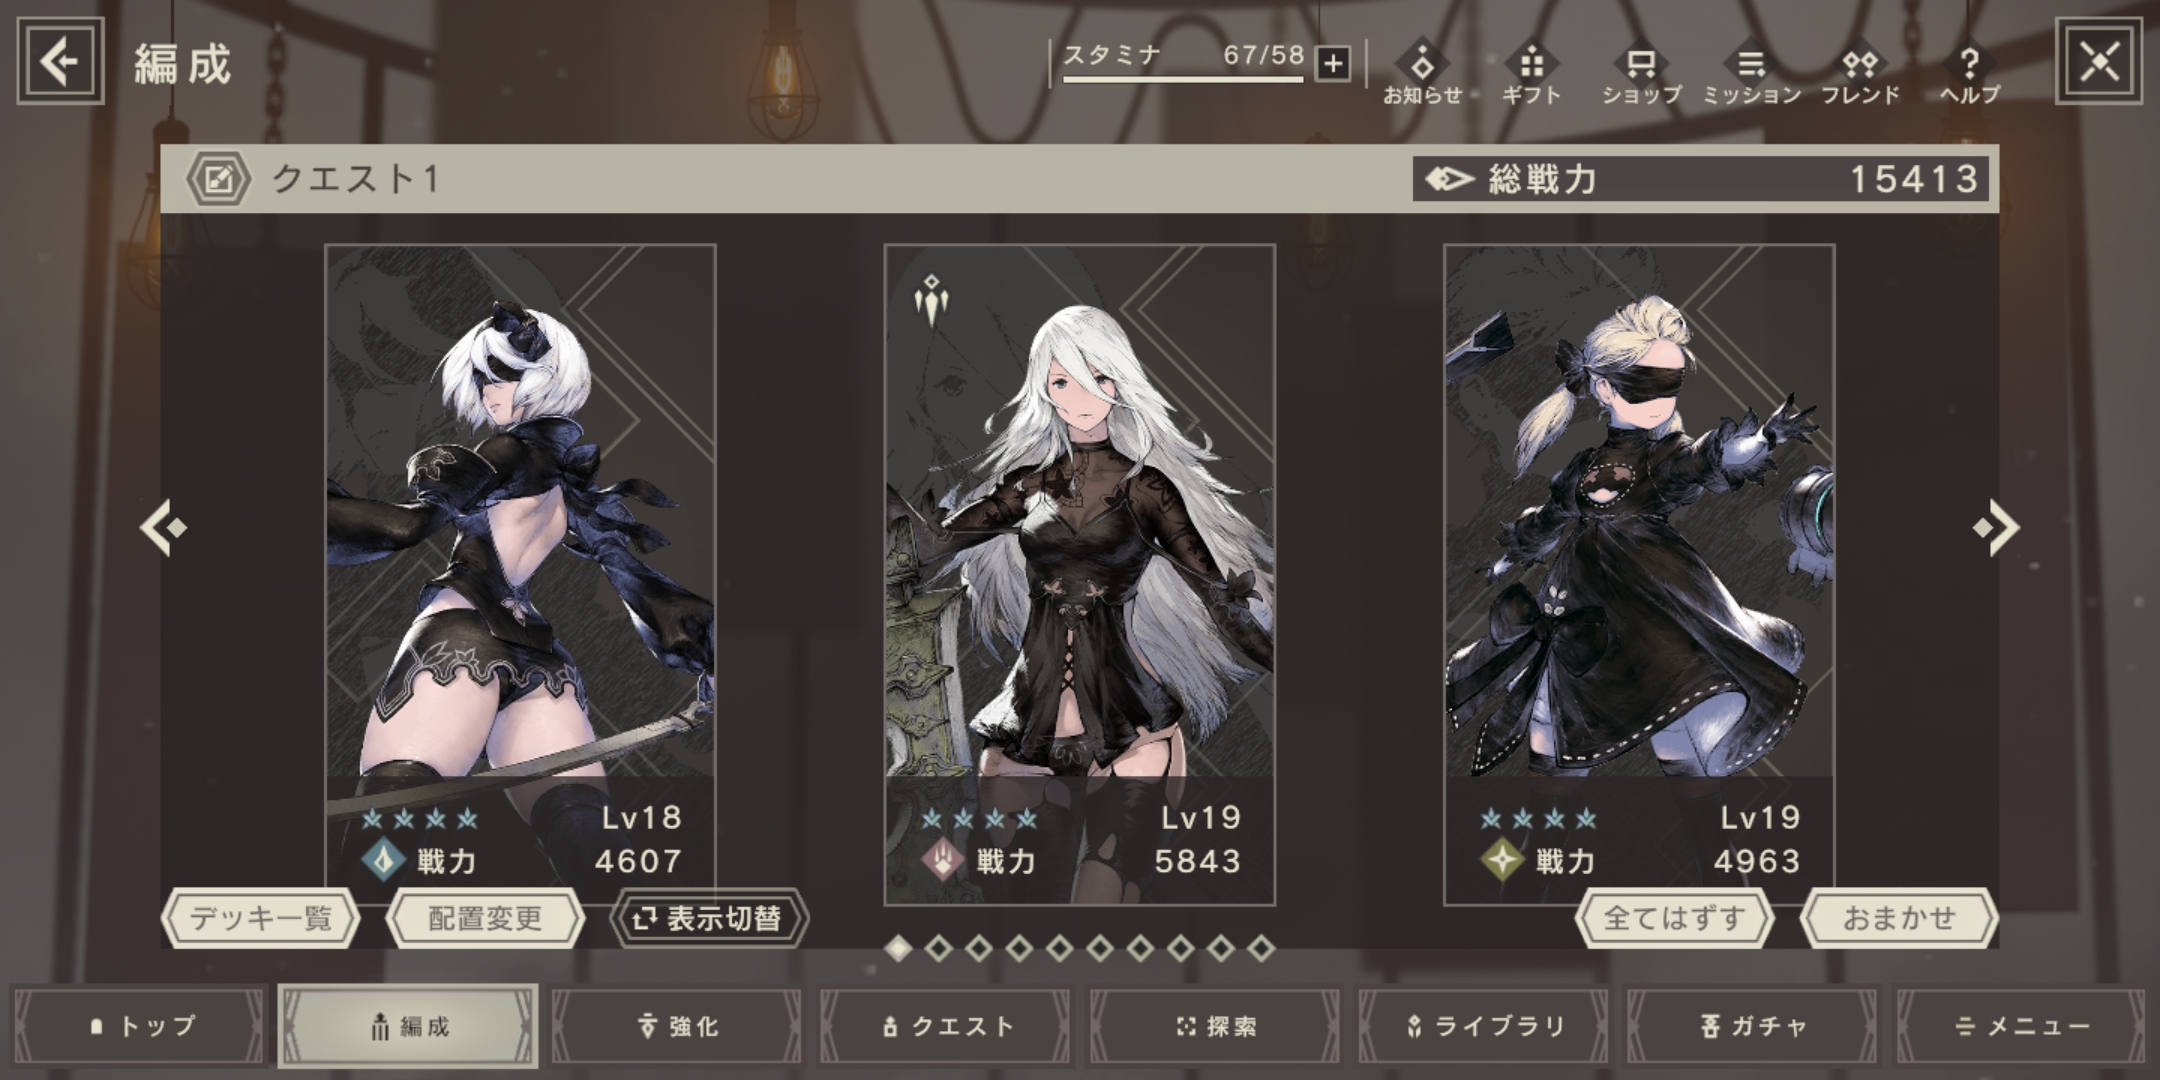 編成
スタミナ 67/58
お知らせ ギフト ショップ ミッション フレンド ヘルプ
クエスト1
総戦力 15413
Lv18
戦力 4607
Lv19
戦力 5843
Lv19
戦力 4963
デッキ一覧 配置変更 表示切替 全てはずす おまかせ
トップ 編成 強化 クエスト 探索 ライブラリ ガチャ メニュー